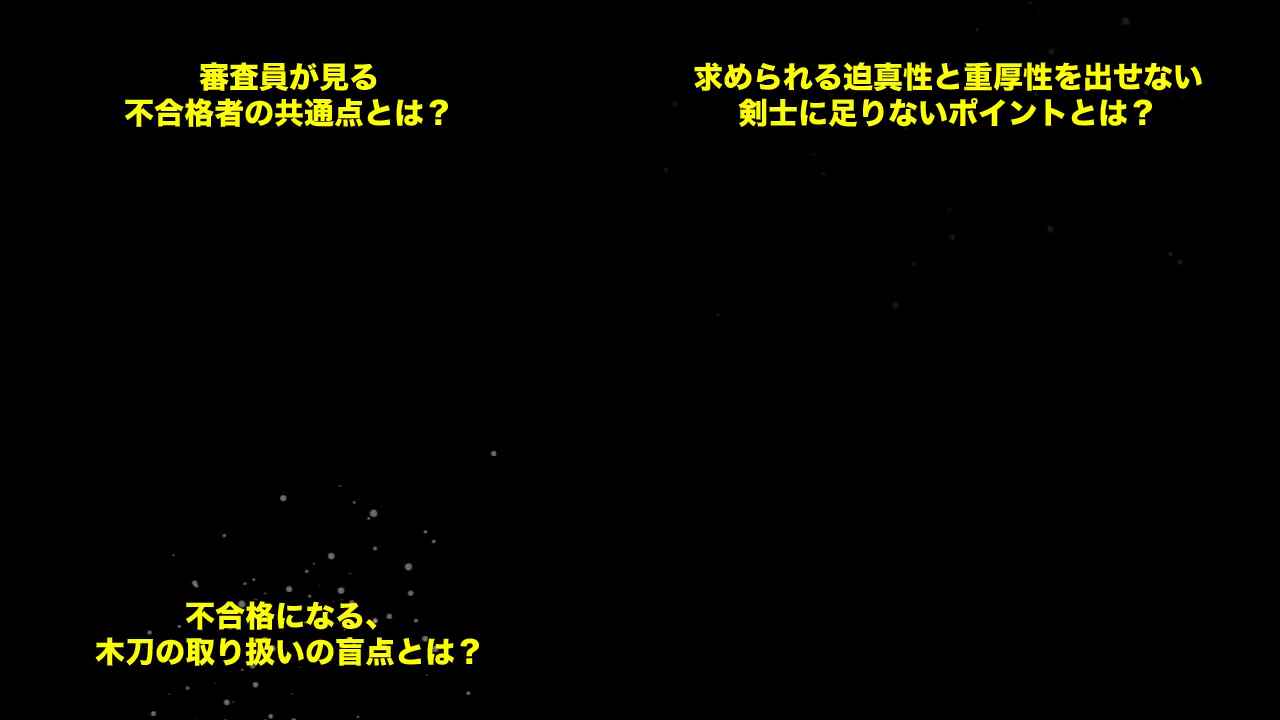 審査員が見る
不合格者の共通点とは？
求められる迫真性と重厚性を出せない
剣士に足りないポイントとは？
不合格になる、
木刀の取り扱いの盲点とは？